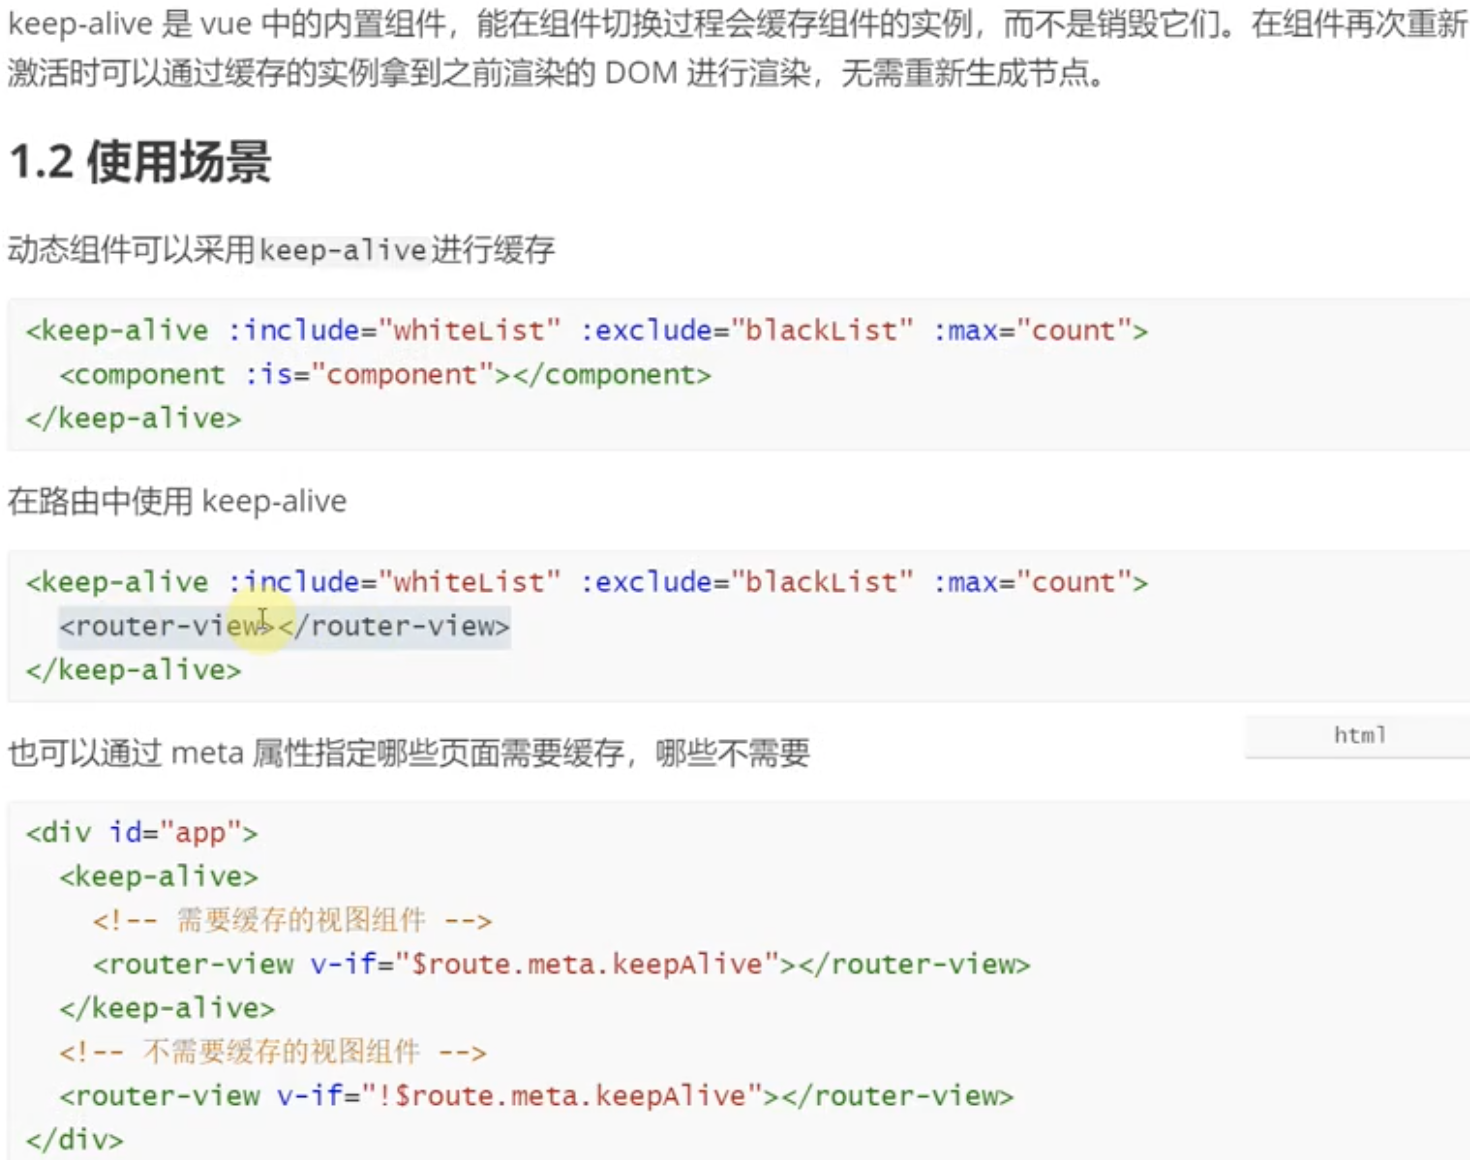 keep-alive 是 vue 中的内置组件，能在组件切换过程会缓存组件的实例，而不是销毁它们。在组件再次重新
激活时可以通过缓存的实例拿到之前渲染的 DOM 进行渲染，无需重新生成节点。
1.2 使用场景
动态组件可以采用keep-alive进行缓存
<keep-alive :include="whiteList" :exclude="blackList" :max="count">
  <component :is="component"></component>
</keep-alive>
在路由中使用 keep-alive
<keep-alive :include="whiteList" :exclude="blackList" :max="count">
  <router-view></router-view>
</keep-alive>
html
也可以通过 meta 属性指定哪些页面需要缓存，哪些不需要
<div id="app">
  <keep-alive>
    <!-- 需要缓存的视图组件 -->
    <router-view v-if="$route.meta.keepAlive"></router-view>
  </keep-alive>
  <!-- 不需要缓存的视图组件 -->
  <router-view v-if="!$route.meta.keepAlive"></router-view>
</div>